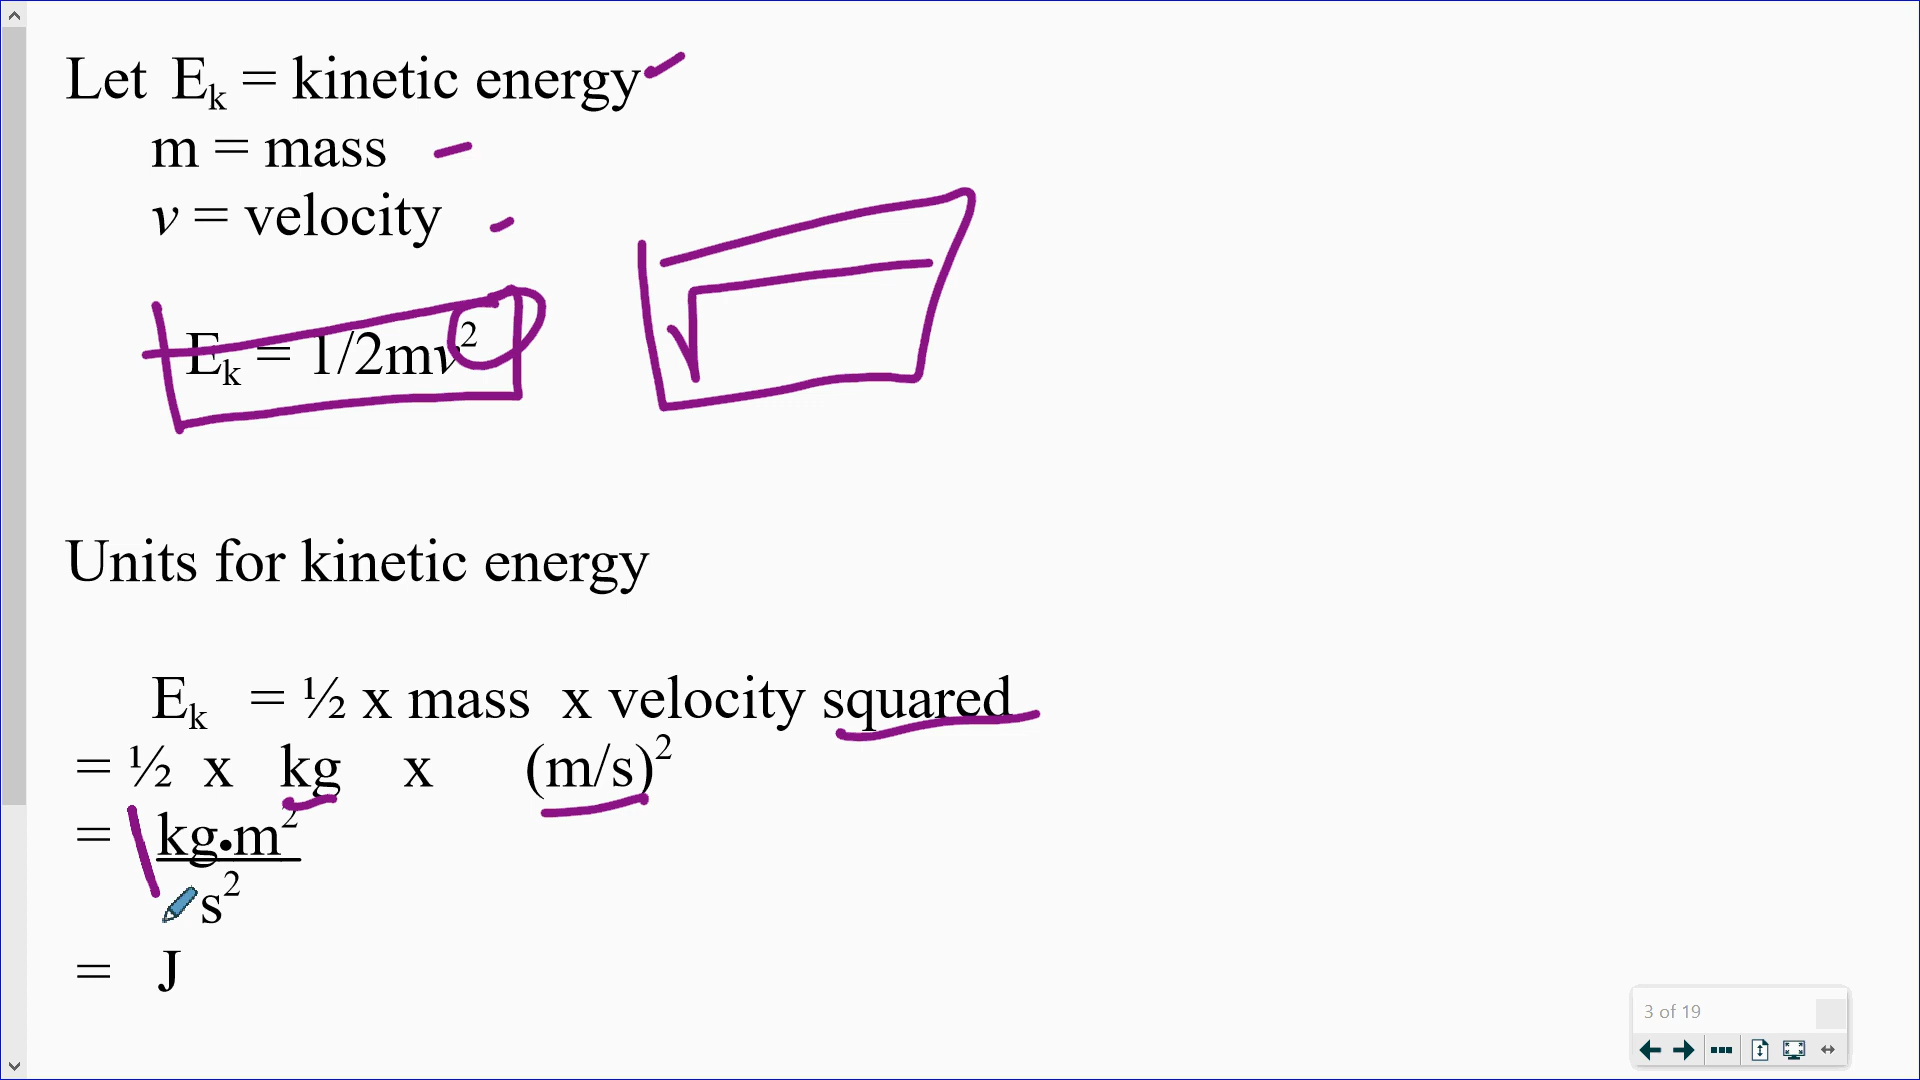 Let Eₖ = kinetic energy
m = mass
v = velocity
Eₖ = 1/2mv²
√
Units for kinetic energy
Eₖ = ½ x mass x velocity squared
= ½ x kg x (m/s)²
= kg•m²
s²
= J
3 of 19